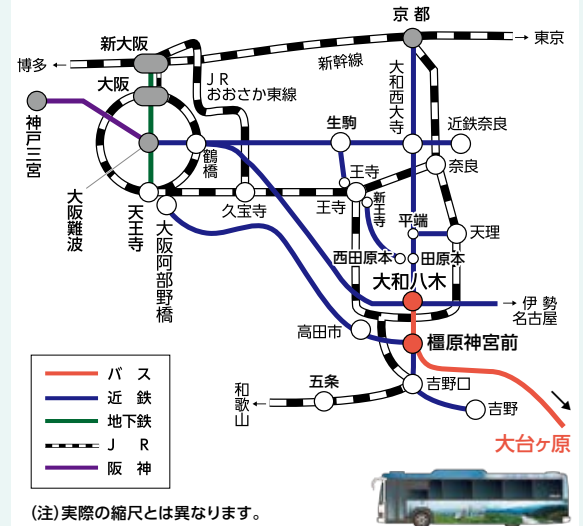 京都
新大阪
→ 東京
博多 ←
新幹線
大阪
JR
おおさか東線
大和西大寺
神戸三宮
生駒
近鉄奈良
鶴橋
奈良
王寺
大阪難波
天王寺
久宝寺
王寺
新王寺
大阪阿部野橋
平端
天理
西田原本
田原本
大和八木
→ 伊勢
名古屋
高田市
橿原神宮前
バス
近鉄
地下鉄
JR
阪神
和歌山 ←
五条
吉野口
吉野
大台ヶ原
(注)実際の縮尺とは異なります。